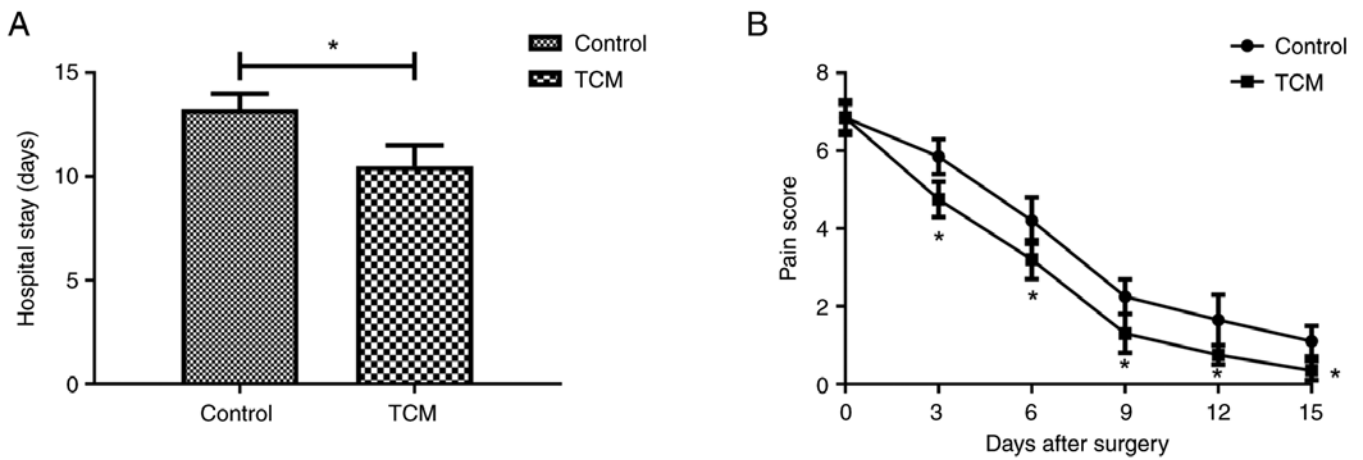 A
*
Control
TCM
15
10
5
0
Hospital stay (days)
Control
TCM
B
Control
TCM
8
6
4
2
0
Pain score
*
*
*
*
*
0 3 6 9 12 15
Days after surgery